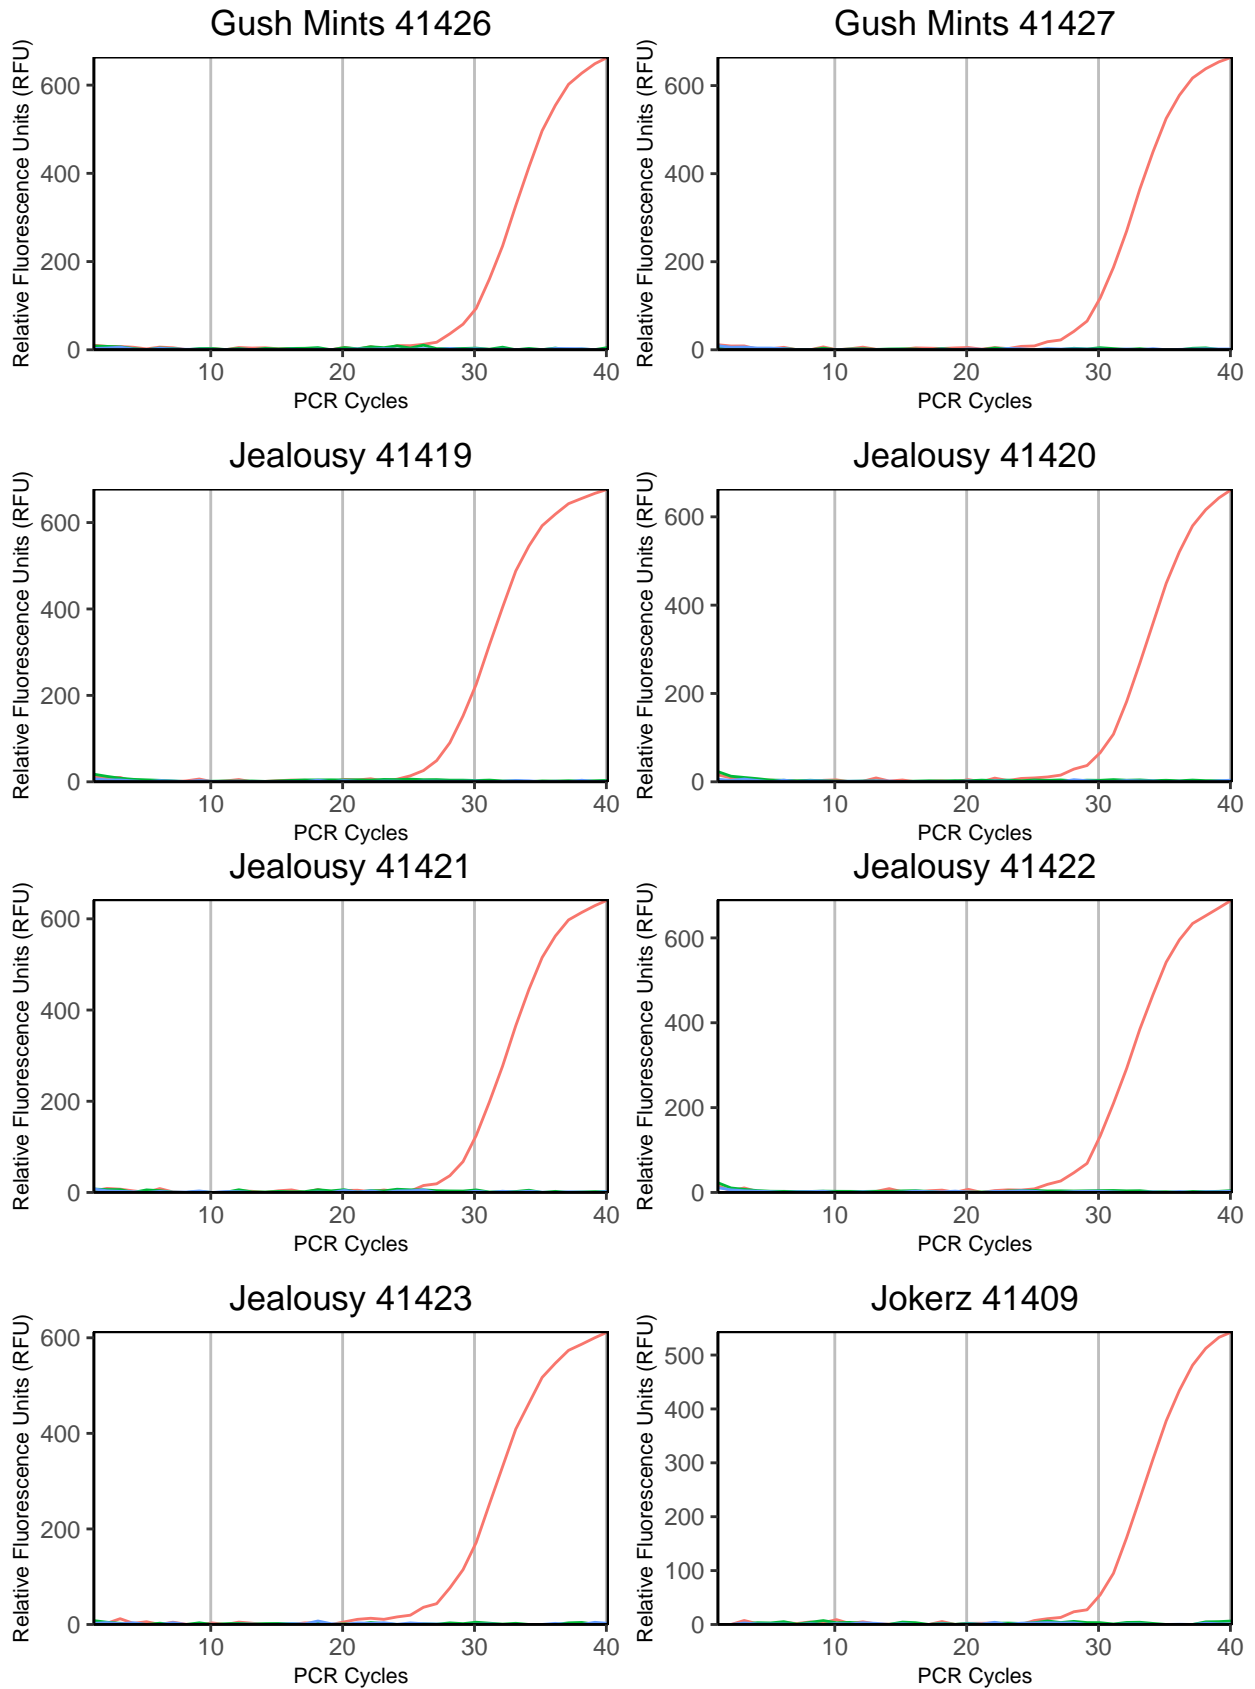 Gush Mints 41426
Relative Fluorescence Units (RFU)
600
400
200
0
10 20 30 40
PCR Cycles
Gush Mints 41427
Relative Fluorescence Units (RFU)
600
400
200
0
10 20 30 40
PCR Cycles
Jealousy 41419
Relative Fluorescence Units (RFU)
600
400
200
0
10 20 30 40
PCR Cycles
Jealousy 41420
Relative Fluorescence Units (RFU)
600
400
200
0
10 20 30 40
PCR Cycles
Jealousy 41421
Relative Fluorescence Units (RFU)
600
400
200
0
10 20 30 40
PCR Cycles
Jealousy 41422
Relative Fluorescence Units (RFU)
600
400
200
0
10 20 30 40
PCR Cycles
Jealousy 41423
Relative Fluorescence Units (RFU)
600
400
200
0
10 20 30 40
PCR Cycles
Jokerz 41409
Relative Fluorescence Units (RFU)
500
400
300
200
100
0
10 20 30 40
PCR Cycles